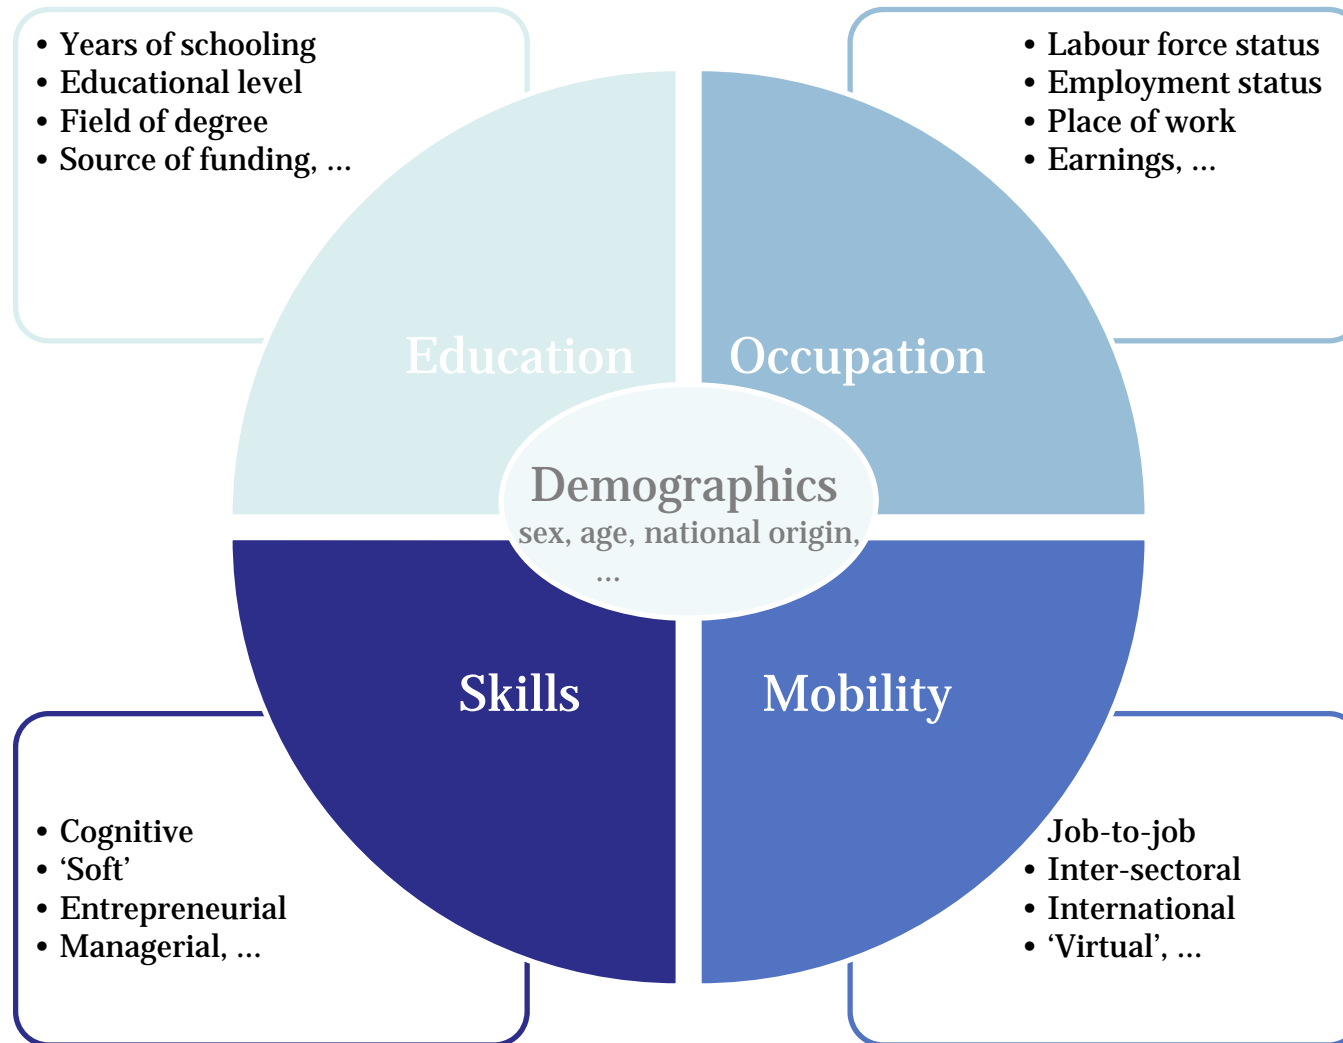 • Years of schooling
• Educational level
• Field of degree
• Source of funding, ...
• Labour force status
• Employment status
• Place of work
• Earnings, ...
Education
Occupation
Demographics
sex, age, national origin,
...
Skills
Mobility
• Cognitive
• ‘Soft’
• Entrepreneurial
• Managerial, ...
Job-to-job
• Inter-sectoral
• International
• ‘Virtual’, ...